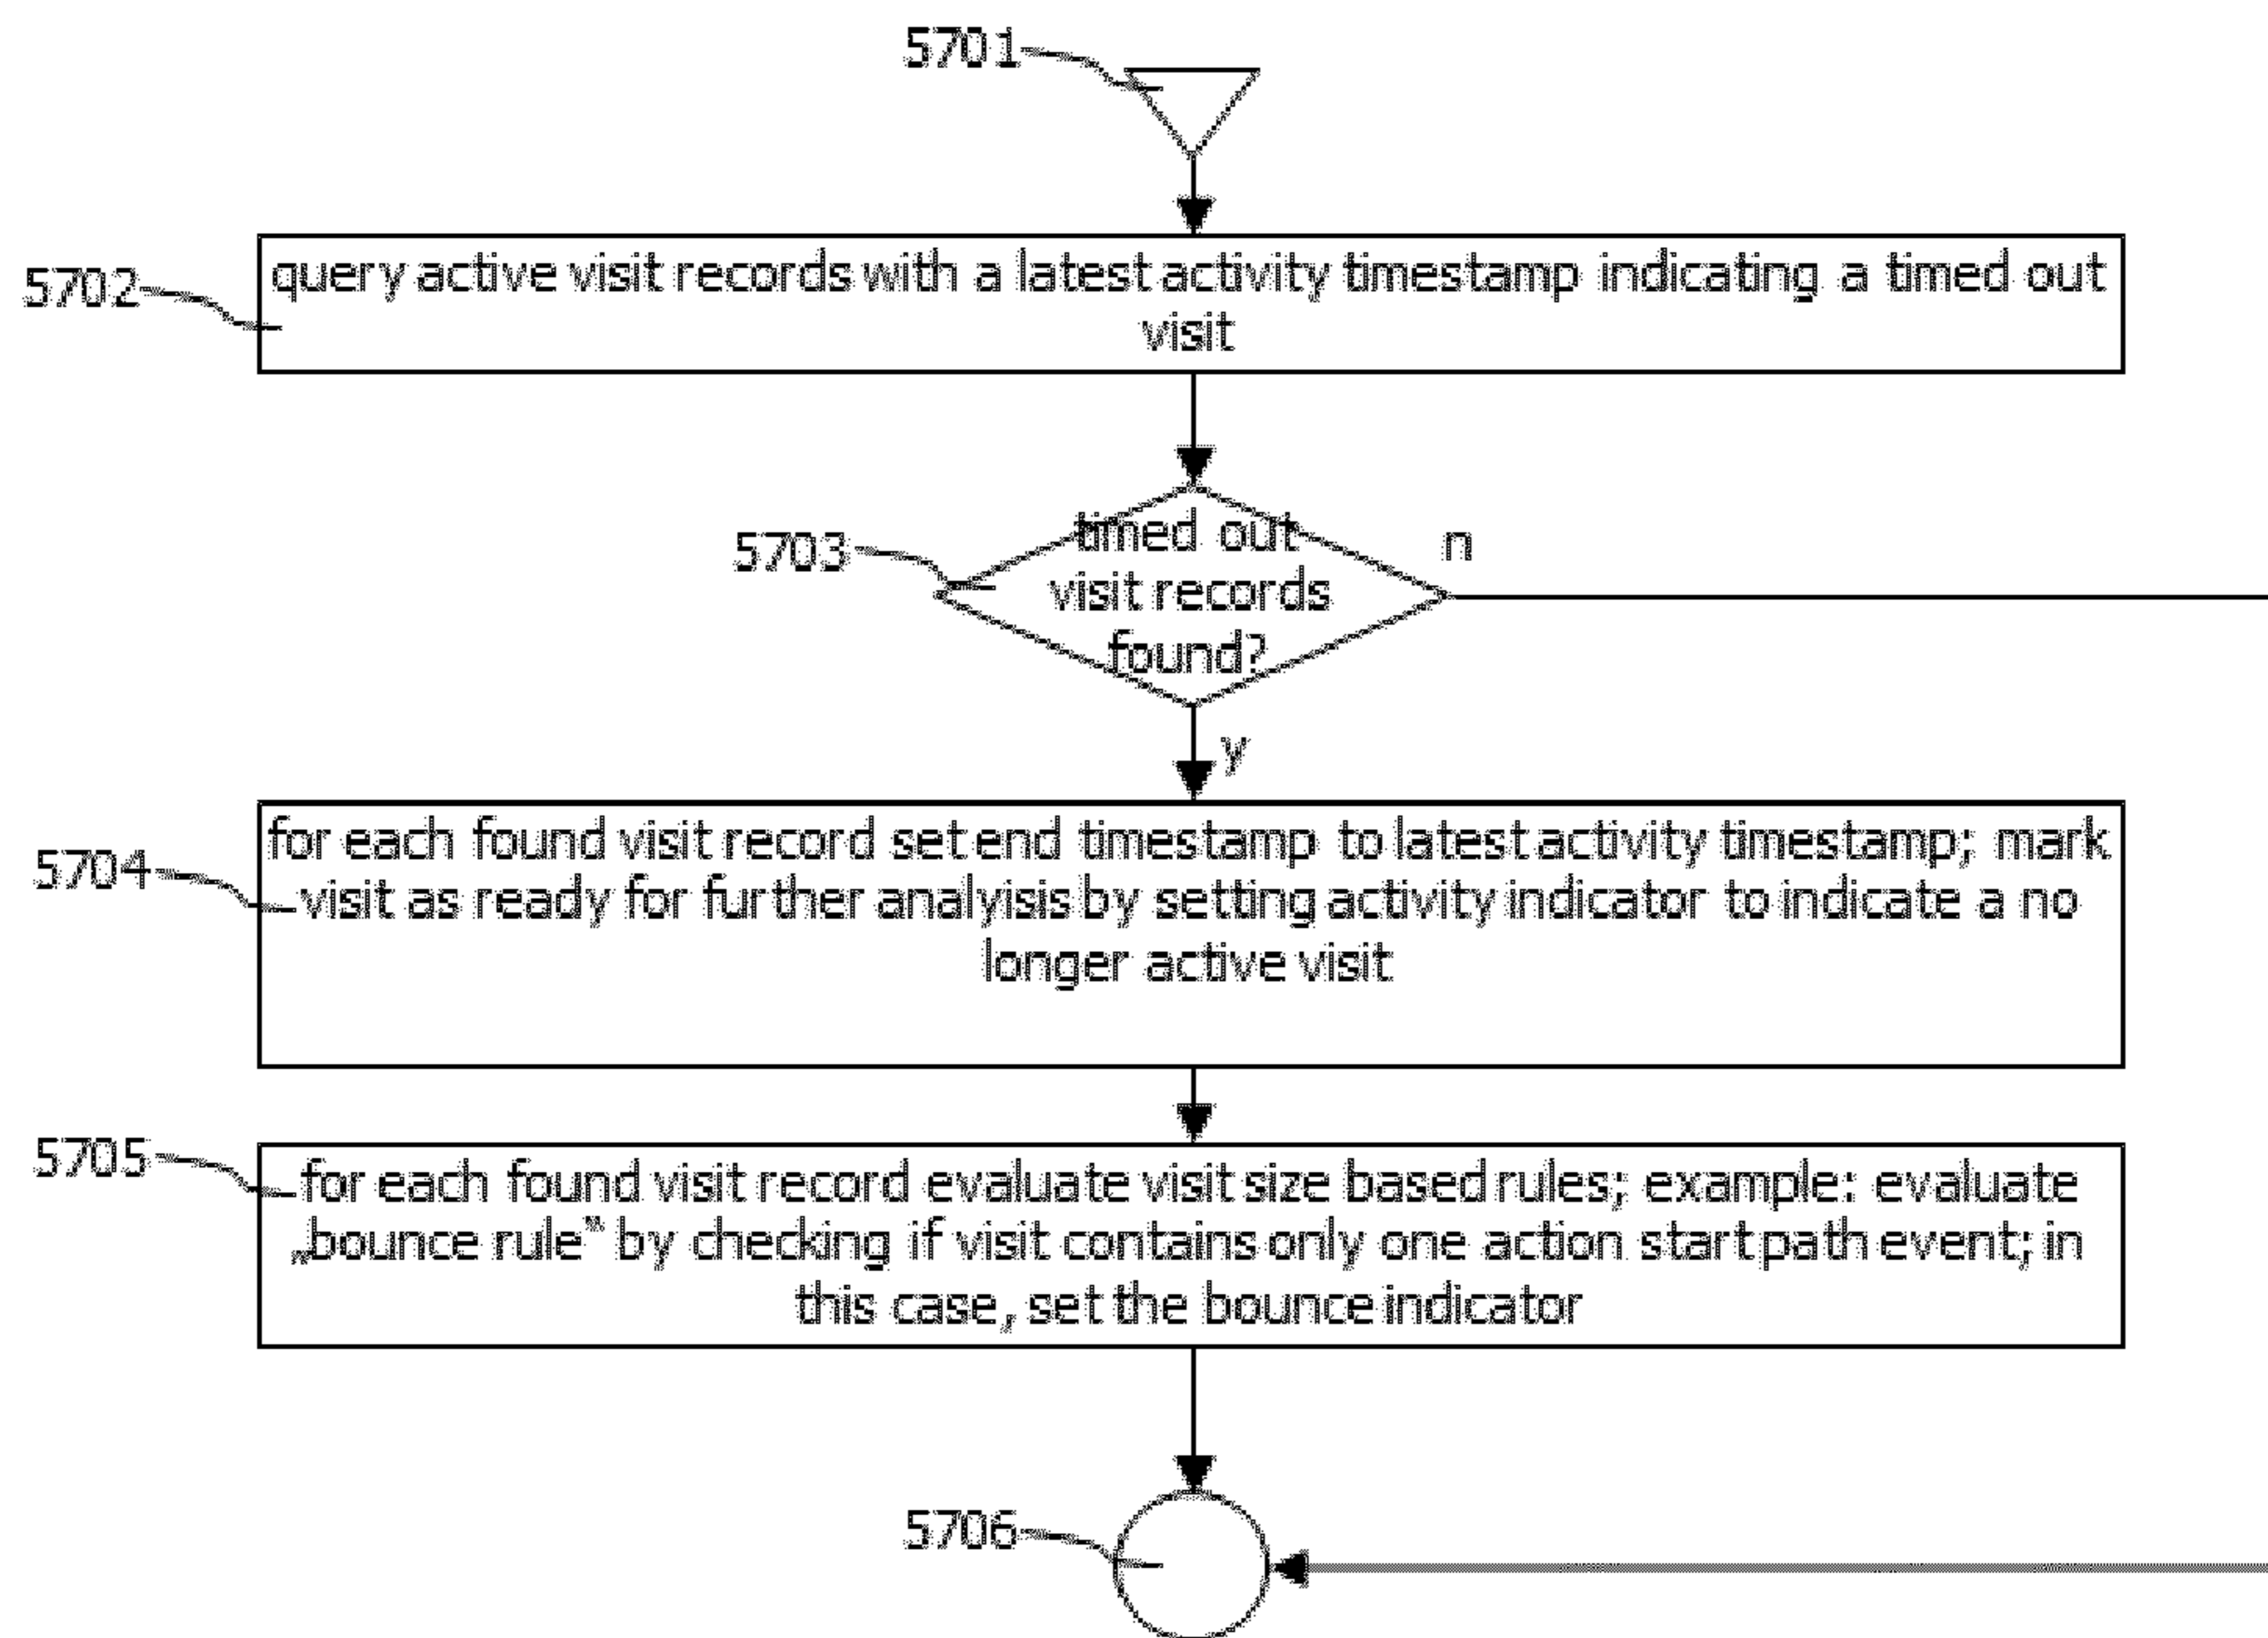 5701
5702
query active visit records with a latest activity timestamp indicating a timed out
visit
5703
timed out
visit records
found?
n
y
5704
for each found visit record set end timestamp to latest activity timestamp; mark
visit as ready for further analyisis by setting activity indicator to indicate a no
longer active visit
5705
for each found visit record evaluate visit size based rules; example: evaluate
„bounce rule“ by checking if visit contains only one action start path event; in
this case, set the bounce indicator
5706